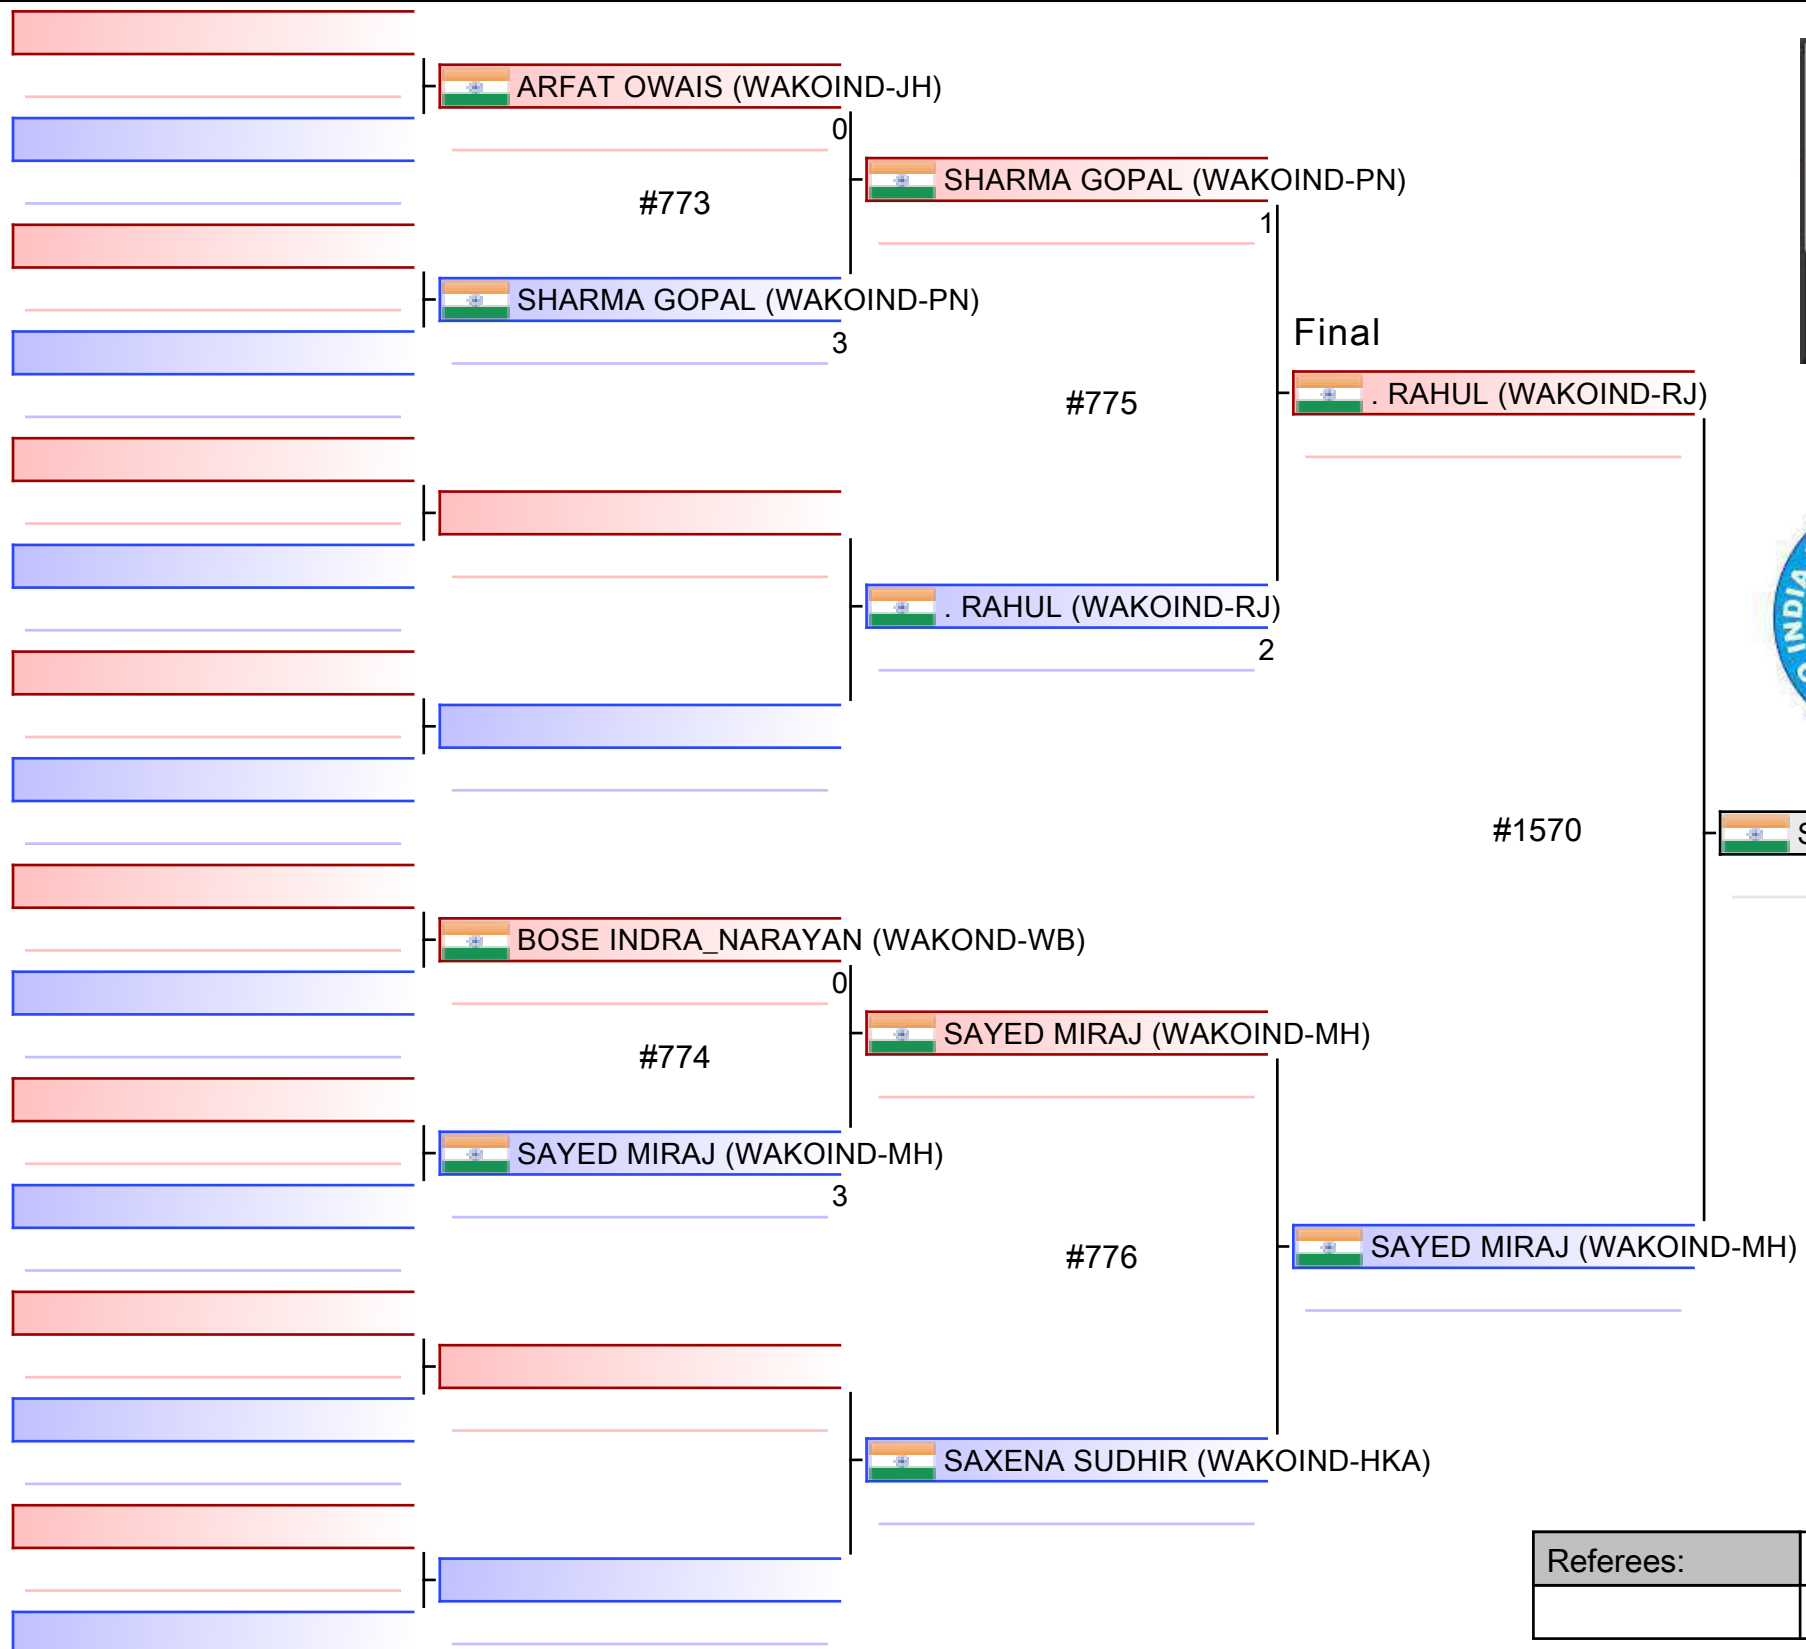 ARFAT OWAIS (WAKOIND-JH)
0
SHARMA GOPAL (WAKOIND-PN)
#773
1
SHARMA GOPAL (WAKOIND-PN)
3
Final
. RAHUL (WAKOIND-RJ)
#775
. RAHUL (WAKOIND-RJ)
2
INDIA
#1570
S
BOSE INDRA_NARAYAN (WAKOND-WB)
0
SAYED MIRAJ (WAKOIND-MH)
#774
SAYED MIRAJ (WAKOIND-MH)
3
#776
SAYED MIRAJ (WAKOIND-MH)
SAXENA SUDHIR (WAKOIND-HKA)
Referees: